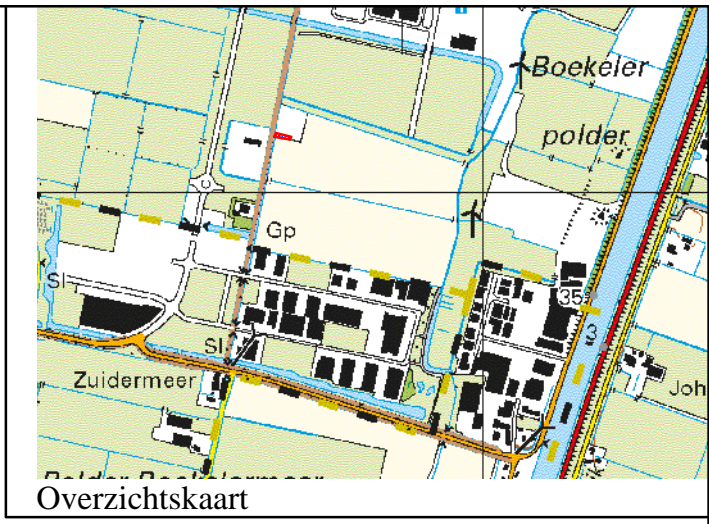 Boekeler
polder
Gp
Sl
35
3
Sl
Zuidermeer
Joh
Polder Boekelermeer
Overzichtskaart